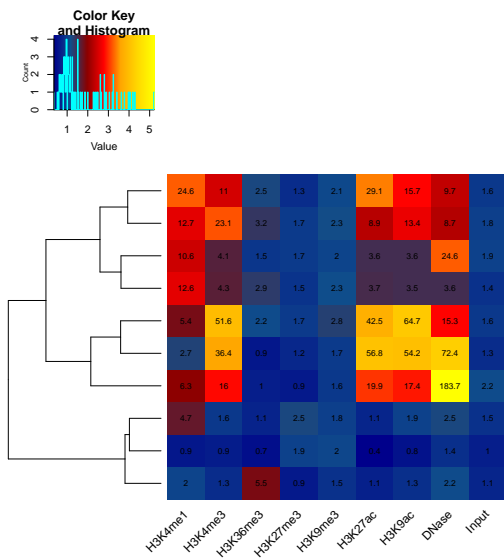 Color Key
and Histogram
Count
0 1 2 3 4
1 2 3 4 5
Value
24.6 11 2.5 1.3 2.1 29.1 15.7 9.7 1.6
12.7 23.1 3.2 1.7 2.3 8.9 13.4 8.7 1.8
10.6 4.1 1.5 1.7 2 3.6 3.6 24.6 1.9
12.6 4.3 2.9 1.5 2.3 3.7 3.5 3.6 1.4
5.4 51.6 2.2 1.7 2.8 42.5 64.7 15.3 1.6
2.7 36.4 0.9 1.2 1.7 56.8 54.2 72.4 1.3
6.3 16 1 0.9 1.6 19.9 17.4 183.7 2.2
4.7 1.6 1.1 2.5 1.8 1.1 1.9 2.5 1.5
0.9 0.9 0.7 1.9 2 0.8 1.4 1
2 1.3 5.5 0.9 1.6 1.1 1.3 2.2 1.1
H3K4me1 H3K4me3 H3K36me3 H3K27me3 H3K9me3 H3K27ac H3K9ac DNase Input